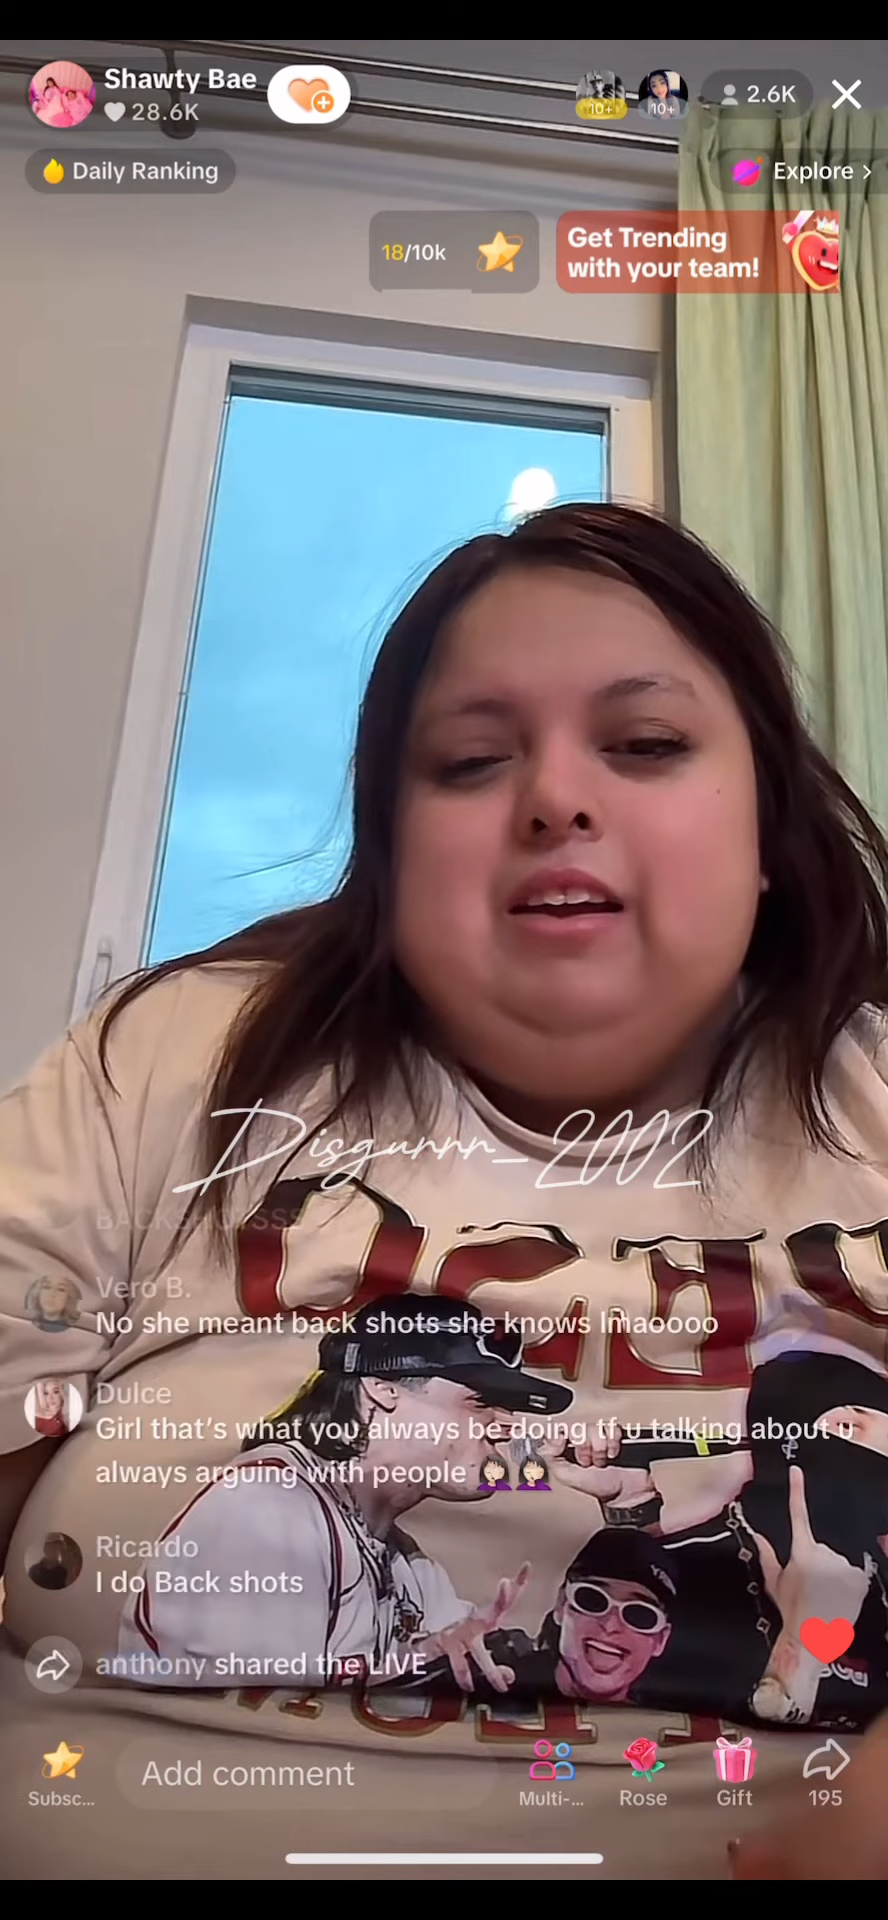 Shawty Bae
28.6K
10+
10+
2.6K
Daily Ranking
Explore >
18/10k
Get Trending
with your team!
Disgurrr_2002
BACKSHOTSSS
Vero B.
No she meant back shots she knows lmaoooo
Dulce
Girl that's what you always be doing tf u talking about u
always arguing with people 🤦🏻‍♀️🤦🏻‍♀️
Ricardo
I do Back shots
anthony shared the LIVE
Add comment
Subsc...
Multi-...
Rose
Gift
195